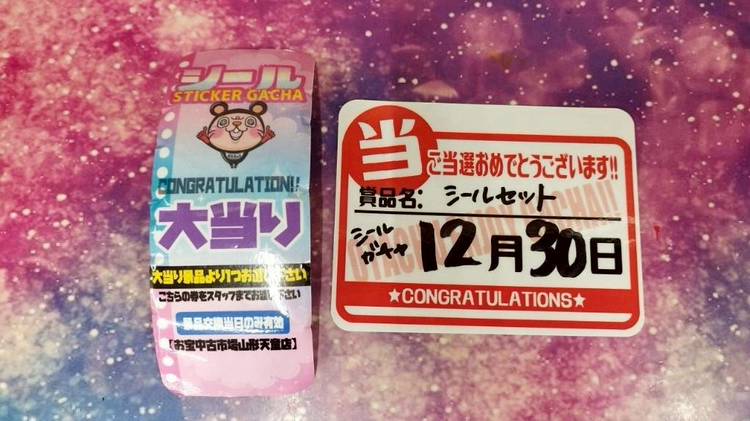 シール
STICKER GACHA
CONGRATULATION!!
大当り
大当り景品より1つお選び下さい
こちらの券をスタッフまでお渡し下さい
景品交換当日のみ有効
【お宝中古市場山形天童店】
当
ご当選おめでとうございます!!
賞品名: シールセット
シール
ガチャ
12月30日
★CONGRATULATIONS★